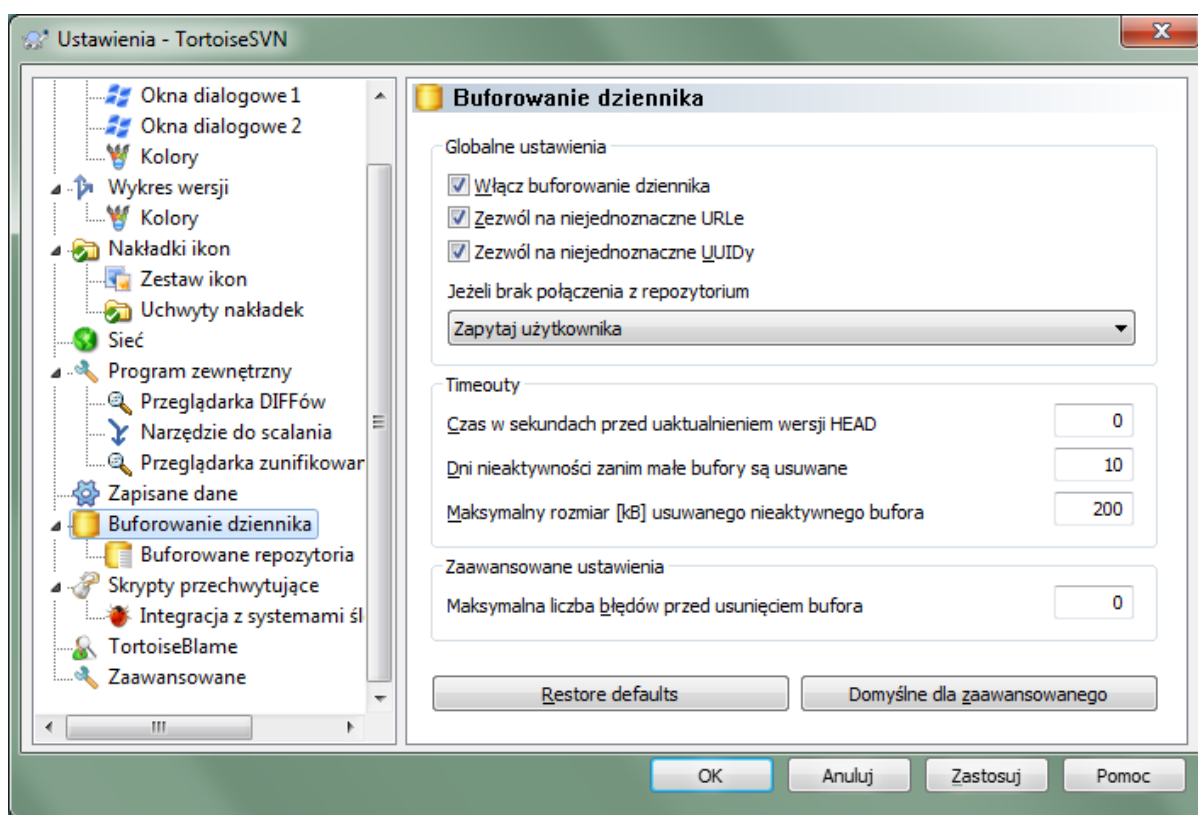 Ustawienia - TortoiseSVN
Okna dialogowe 1
Okna dialogowe 2
Kolory
Wykres wersji
Kolory
Nakładki ikon
Zestaw ikon
Uchwyty nakładek
Sieć
Program zewnętrzny
Przeglądarka DIFFów
Narzędzie do scalania
Przeglądarka zunifikowar
Zapisane dane
Buforowanie dziennika
Buforowane repozytoria
Skrypty przechwytujące
Integracja z systemami śl
TortoiseBlame
Zaawansowane
Buforowanie dziennika
Globalne ustawienia
Włącz buforowanie dziennika
Zezwól na niejednoznaczne URLe
Zezwól na niejednoznaczne UUIDy
Jeżeli brak połączenia z repozytorium
Zapytaj użytkownika
Timeouty
Czas w sekundach przed uaktualnieniem wersji HEAD 0
Dni nieaktywności zanim małe bufory są usuwane 10
Maksymalny rozmiar [kB] usuwanego nieaktywnego bufora 200
Zaawansowane ustawienia
Maksymalna liczba błędów przed usunięciem bufora 0
Restore defaults Domyślne dla zaawansowanego
OK Anuluj Zastosuj Pomoc